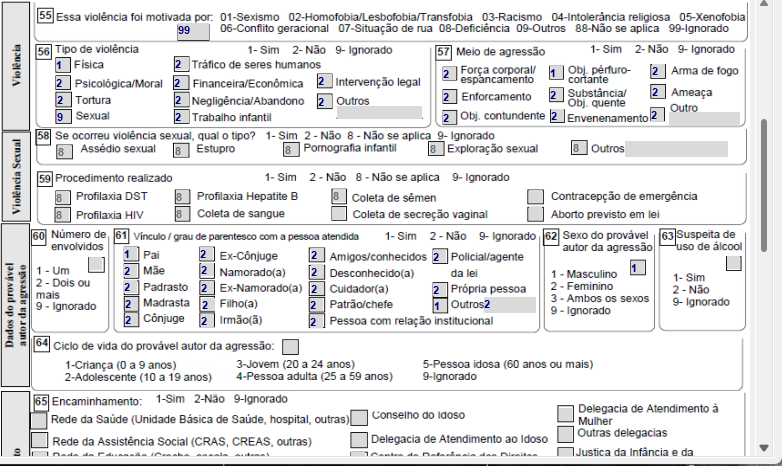 Violência
55 Essa violência foi motivada por: 01-Sexismo 02-Homofobia/Lesbofobia/Transfobia 03-Racismo 04-Intolerância religiosa 05-Xenofobia
99 06-Conflito geracional 07-Situação de rua 08-Deficiência 09-Outros 88-Não se aplica 99-Ignorado
56 Tipo de violência 1- Sim 2- Não 9- Ignorado
1 Física 2 Tráfico de seres humanos
2 Psicológica/Moral 2 Financeira/Econômica 2 Intervenção legal
2 Tortura 2 Negligência/Abandono 2 Outros
9 Sexual 2 Trabalho infantil
57 Meio de agressão 1- Sim 2- Não 9- Ignorado
2 Força corporal/ espancamento 1 Obj. pérfuro-cortante 2 Arma de fogo
2 Enforcamento 2 Substância/ Obj. quente 2 Ameaça
2 Obj. contundente 2 Envenenamento 2 Outro
Violência Sexual
58 Se ocorreu violência sexual, qual o tipo? 1- Sim 2 - Não 8 - Não se aplica 9- Ignorado
8 Assédio sexual 8 Estupro 8 Pornografia infantil 8 Exploração sexual 8 Outros
59 Procedimento realizado 1- Sim 2 - Não 8 - Não se aplica 9- Ignorado
8 Profilaxia DST 8 Profilaxia Hepatite B 8 Coleta de sêmen Contracepção de emergência
8 Profilaxia HIV 8 Coleta de sangue Coleta de secreção vaginal Aborto previsto em lei
Dados do provável autor da agressão
60 Número de envolvidos
1 - Um
2 - Dois ou mais
9 - Ignorado
61 Vínculo / grau de parentesco com a pessoa atendida 1- Sim 2 - Não 9- Ignorado
1 Pai 2 Ex-Cônjuge 2 Amigos/conhecidos 2 Policial/agente da lei
2 Mãe 2 Namorado(a) 2 Desconhecido(a)
2 Padrasto 2 Ex-Namorado(a) 2 Cuidador(a) 2 Própria pessoa
2 Madrasta 2 Filho(a) 2 Patrão/chefe 1 Outros 2
2 Cônjuge 2 Irmão(ã) 2 Pessoa com relação institucional
62 Sexo do provável autor da agressão
1 - Masculino 1
2 - Feminino
3 - Ambos os sexos
9 - Ignorado
63 Suspeita de uso de álcool
1- Sim
2 - Não
9- Ignorado
64 Ciclo de vida do provável autor da agressão:
1-Criança (0 a 9 anos) 3-Jovem (20 a 24 anos) 5-Pessoa idosa (60 anos ou mais)
2-Adolescente (10 a 19 anos) 4-Pessoa adulta (25 a 59 anos) 9-Ignorado
65 Encaminhamento: 1-Sim 2-Não 9-Ignorado
Rede da Saúde (Unidade Básica de Saúde, hospital, outras) Conselho do Idoso Delegacia de Atendimento à Mulher
Rede da Assistência Social (CRAS, CREAS, outras) Delegacia de Atendimento ao Idoso Outras delegacias
Rede da Educação (Creche, escola, outras) Centro de Referência dos Direitos Justiça da Infância e da